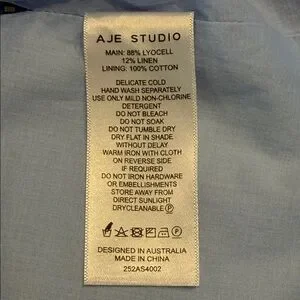 AJE STUDIO
MAIN: 88% LYOCELL
12% LINEN
LINING: 100% COTTON
DELICATE COLD
HAND WASH SEPARATELY
USE ONLY MILD NON-CHLORINE
DETERGENT
DO NOT BLEACH
DO NOT SOAK
DO NOT TUMBLE DRY
DRY FLAT IN SHADE
WITHOUT DELAY
WARM IRON WITH CLOTH
ON REVERSE SIDE
IF REQUIRED
DO NOT IRON HARDWARE
OR EMBELLISHMENTS
STORE AWAY FROM
DIRECT SUNLIGHT
DRYCLEANABLE Ⓟ
DESIGNED IN AUSTRALIA
MADE IN CHINA
252AS4002